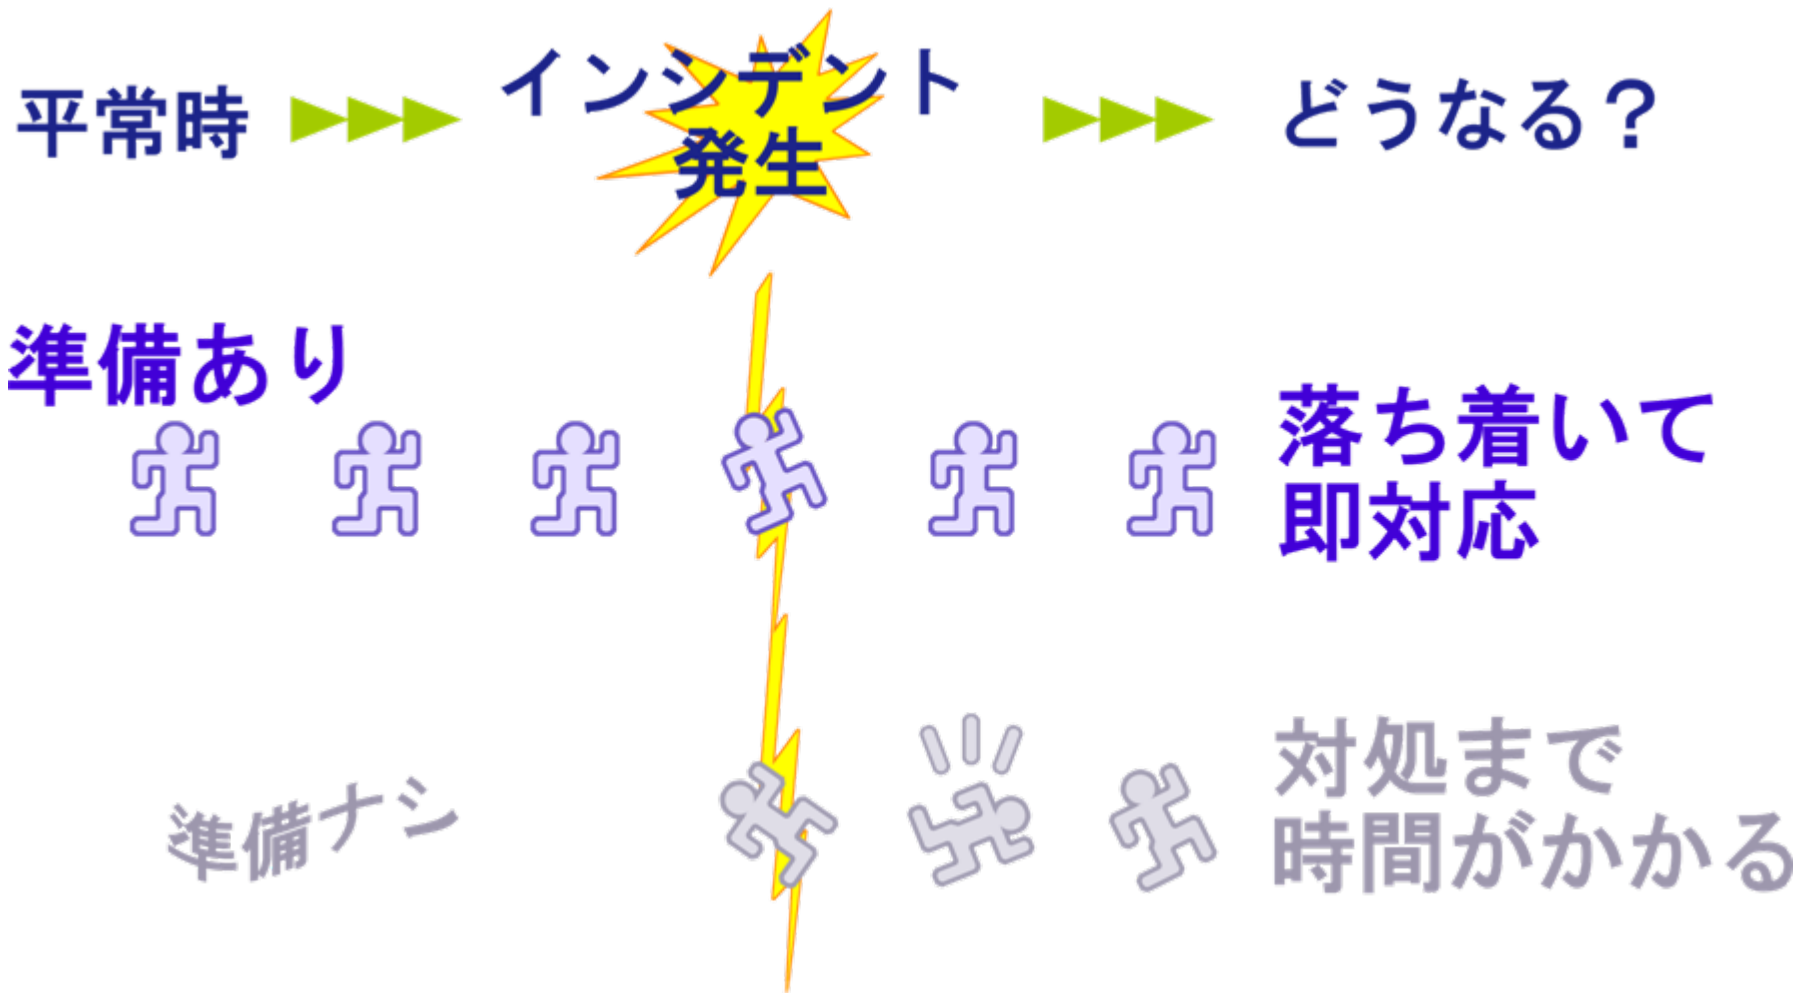 平常時
インシデント
発生
どうなる？
準備あり
落ち着いて
即対応
準備ナシ
対処まで
時間がかかる